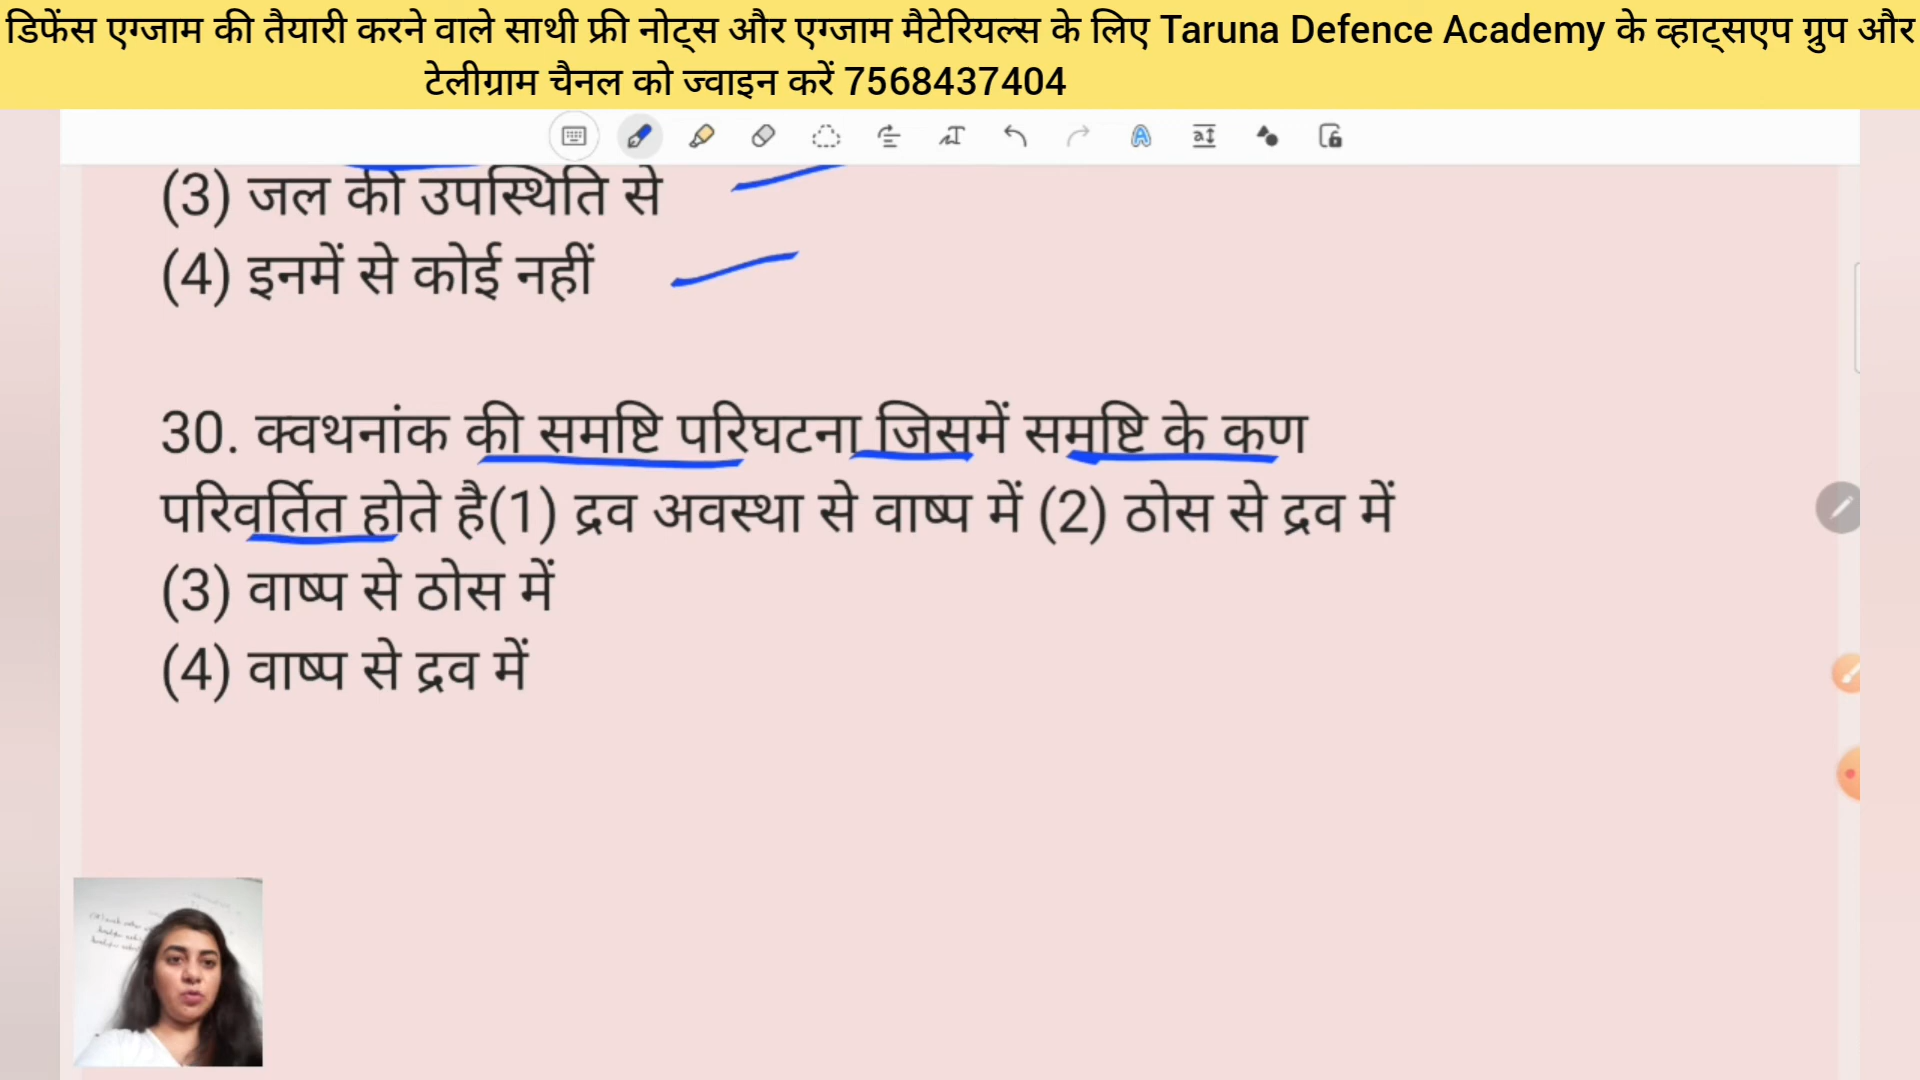 डिफेंस एग्जाम की तैयारी करने वाले साथी फ्री नोट्स और एग्जाम मैटेरियल्स के लिए Taruna Defence Academy के व्हाट्सएप ग्रुप और
टेलीग्राम चैनल को ज्वाइन करें 7568437404
(3) जल की उपस्थिति से
(4) इनमें से कोई नहीं
30. क्वथनांक की समष्टि परिघटना जिसमें समष्टि के कण
परिवर्तित होते है(1) द्रव अवस्था से वाष्प में (2) ठोस से द्रव में
(3) वाष्प से ठोस में
(4) वाष्प से द्रव में